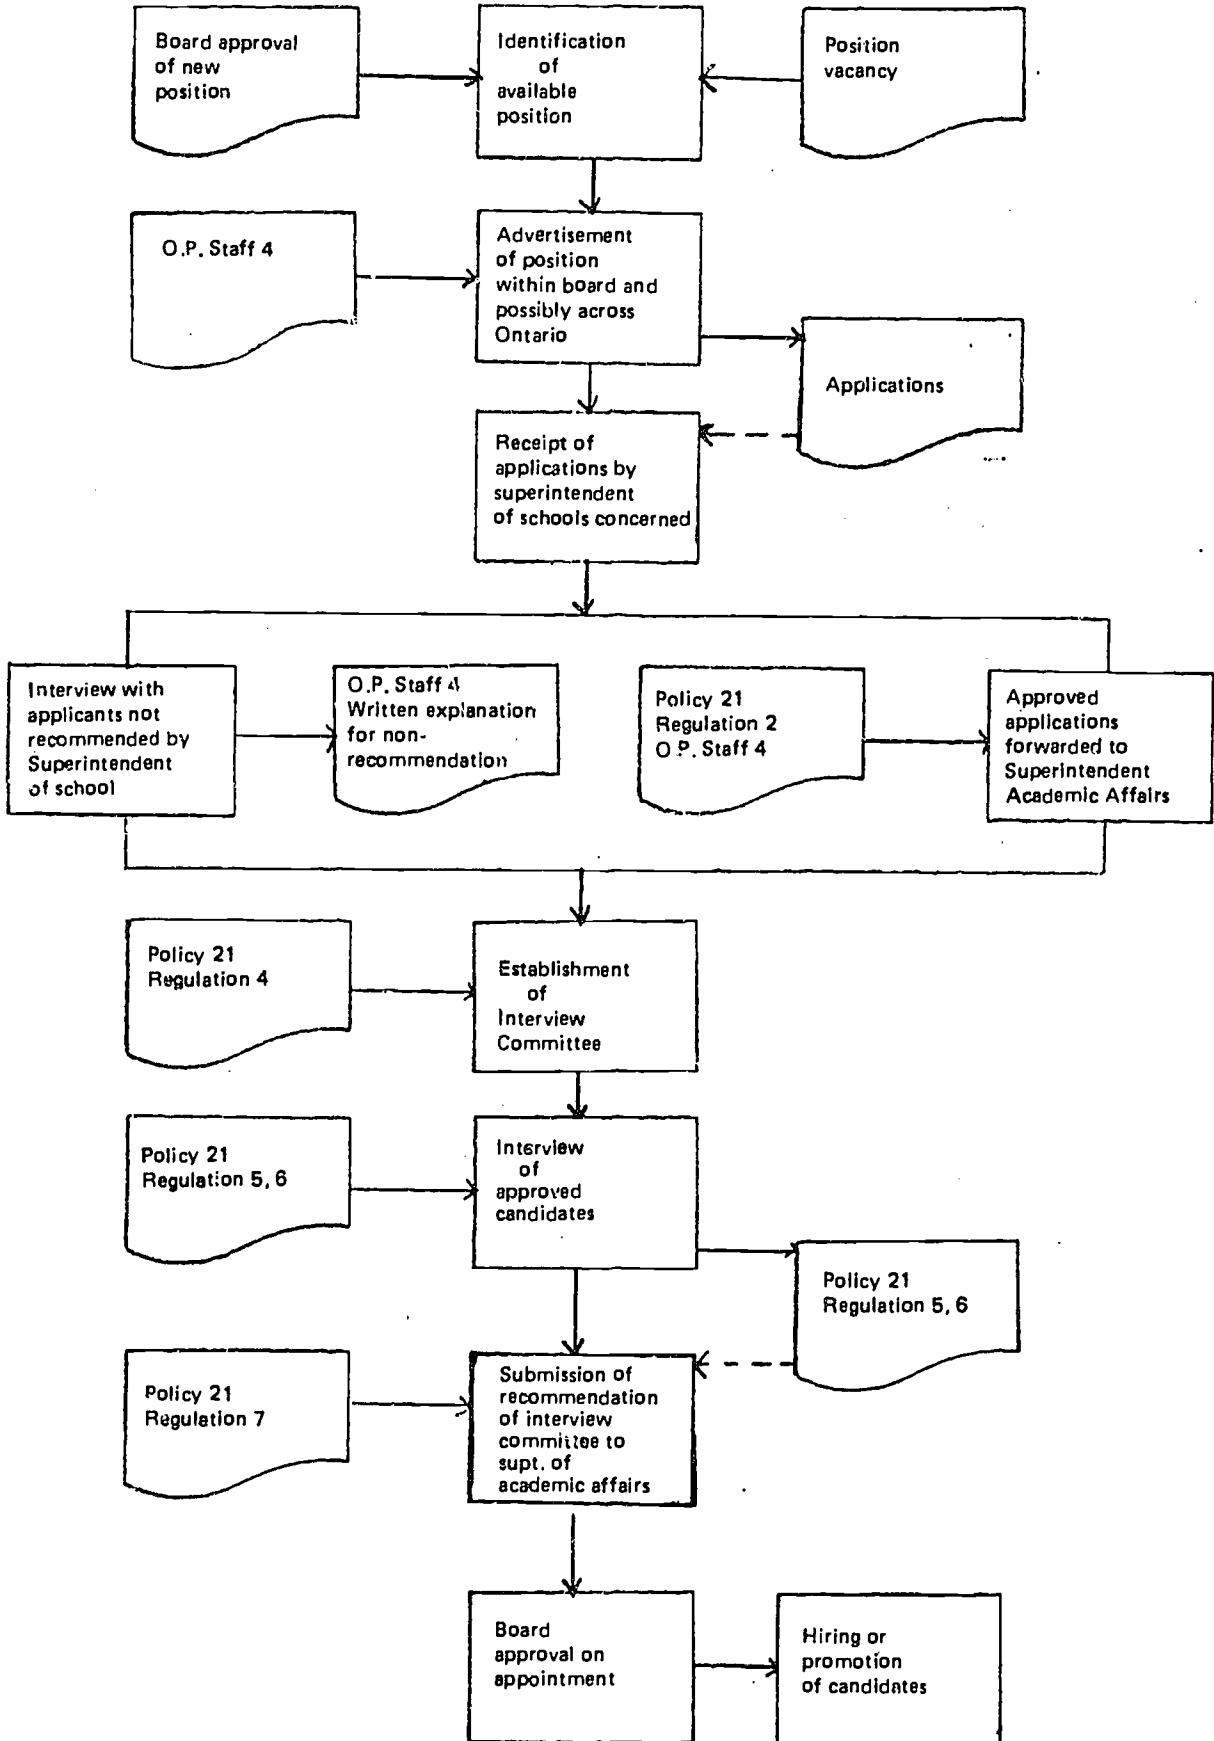 Board approval
of new
position
Identification
of
available
position
Position
vacancy
O.P. Staff 4
Advertisement
of position
within board and
possibly across
Ontario
Applications
Receipt of
applications by
superintendent
of schools concerned
Interview with
applicants not
recommended by
Superintendent
of school
O.P. Staff 4
Written explanation
for non-
recommendation
Policy 21
Regulation 2
O.P. Staff 4
Approved
applications
forwarded to
Superintendent
Academic Affairs
Policy 21
Regulation 4
Establishment
of
Interview
Committee
Policy 21
Regulation 5, 6
Interview
of
approved
candidates
Policy 21
Regulation 5, 6
Policy 21
Regulation 7
Submission of
recommendation
of interview
committee to
supt. of
academic affairs
Board
approval on
appointment
Hiring or
promotion
of candidates